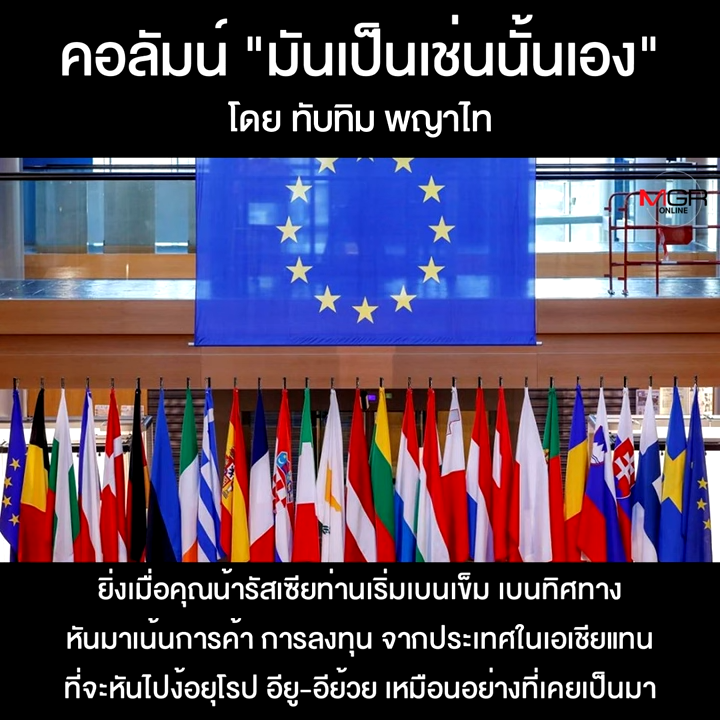 คอลัมน์ "มันเป็นเช่นนั้นเอง"
โดย ทับทิม พญาไท
MGR
ONLINE
ยิ่งเมื่อคุณน้ารัสเซียท่านเริ่มเบนเข็ม เบนทิศทาง
หันมาเน้นการค้า การลงทุน จากประเทศในเอเชียแทน
ที่จะหันไปง้อยุโรป อียู-อีย้วย เหมือนอย่างที่เคยเป็นมา